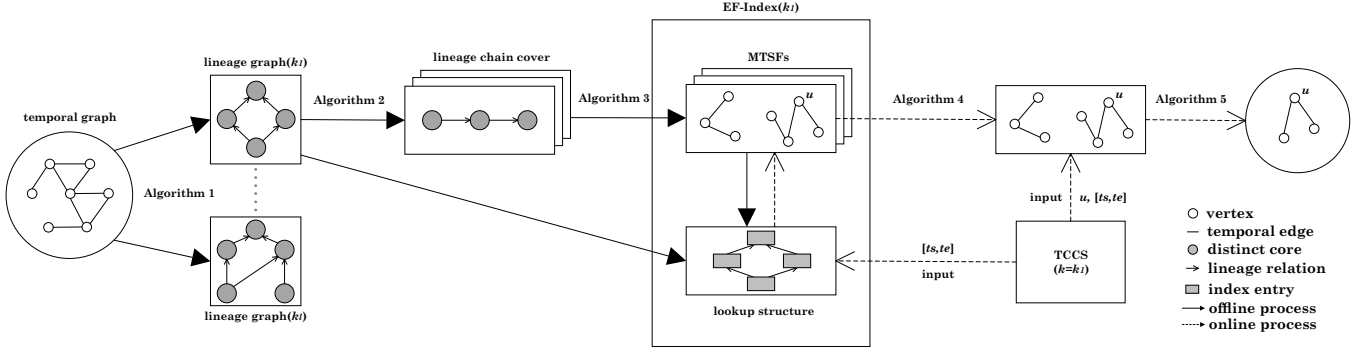 EF-Index(k1)
lineage graph(k1)
lineage chain cover
MTSFs
u
u
u
Algorithm 2
Algorithm 3
Algorithm 4
Algorithm 5
temporal graph
Algorithm 1
input u, [ts,te]
[ts,te]
input
TCCS
(k=k1)
lineage graph(kl)
lookup structure
vertex
temporal edge
distinct core
lineage relation
index entry
offline process
online process